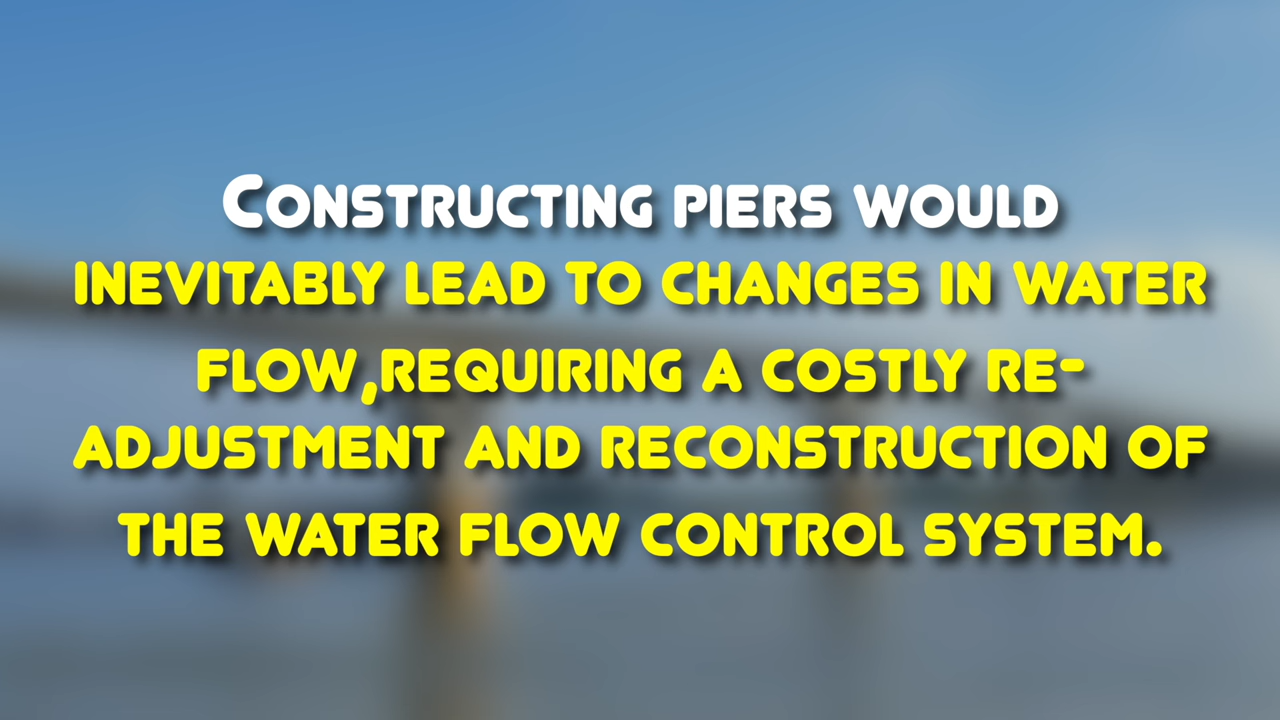 Constructing piers would
inevitably lead to changes in water
flow,requiring a costly re-
adjustment and reconstruction of
the water flow control system.